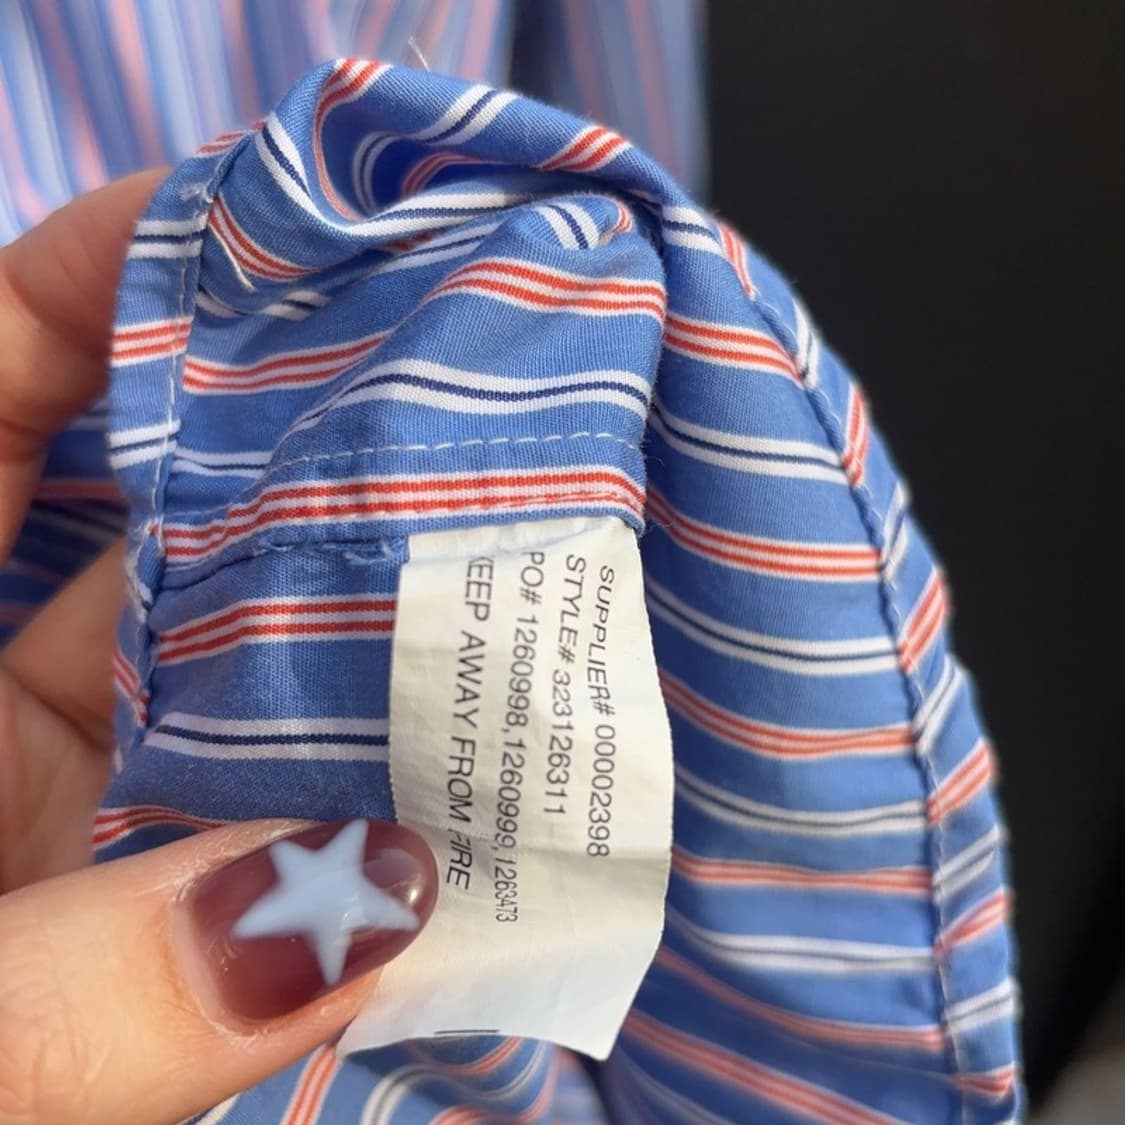 SUPPLIER# 00002398
STYLE# 323126311
PO# 1260998,1260999,1263473
KEEP AWAY FROM FIRE